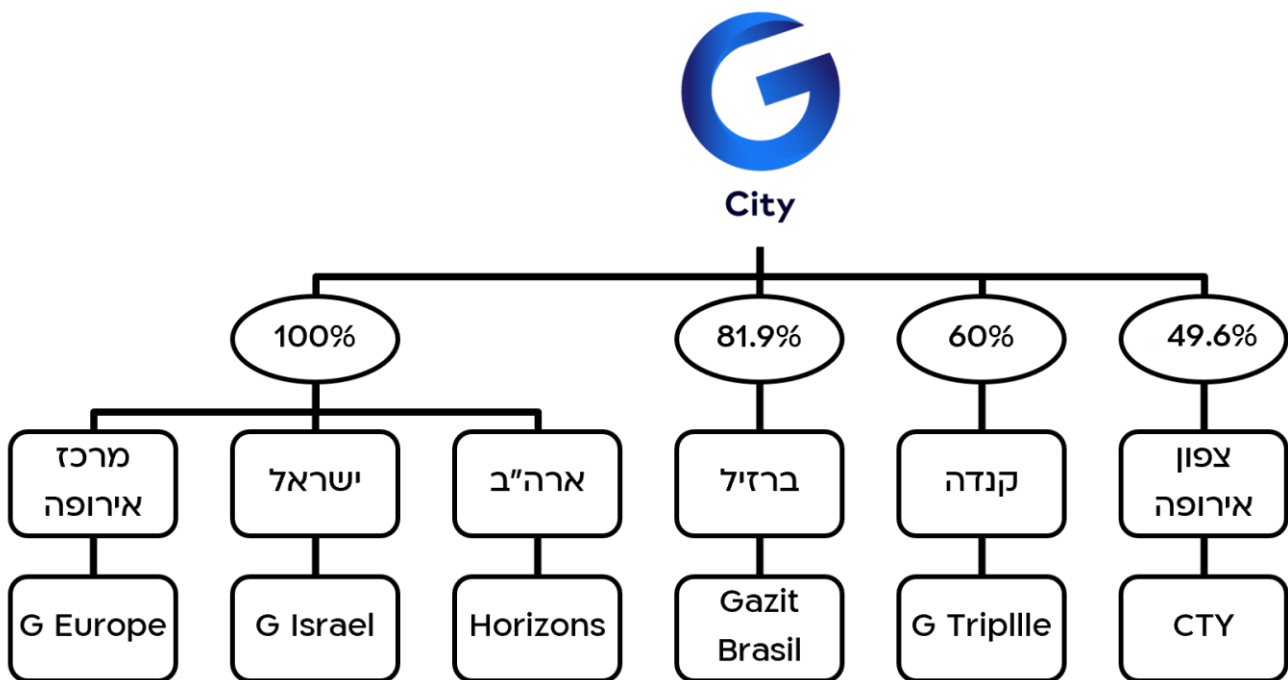 City
100%
81.9%
60%
49.6%
מרכז
אירופה
ישראל
ארה"ב
ברזיל
קנדה
צפון
אירופה
G Europe
G Israel
Horizons
Gazit
Brasil
G Tripllle
CTY